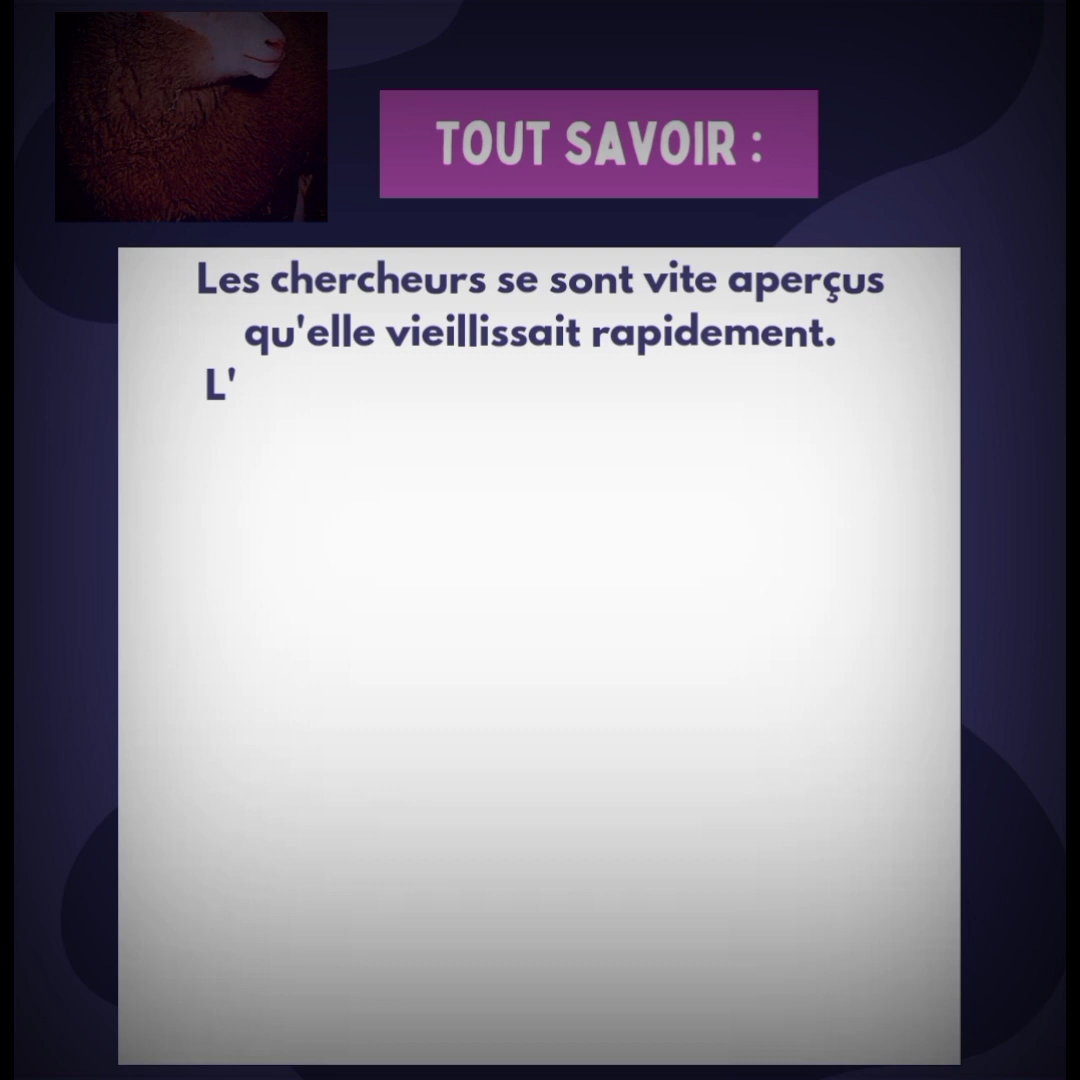 TOUT SAVOIR :
Les chercheurs se sont vite aperçus
qu'elle vieillissait rapidement.
L'